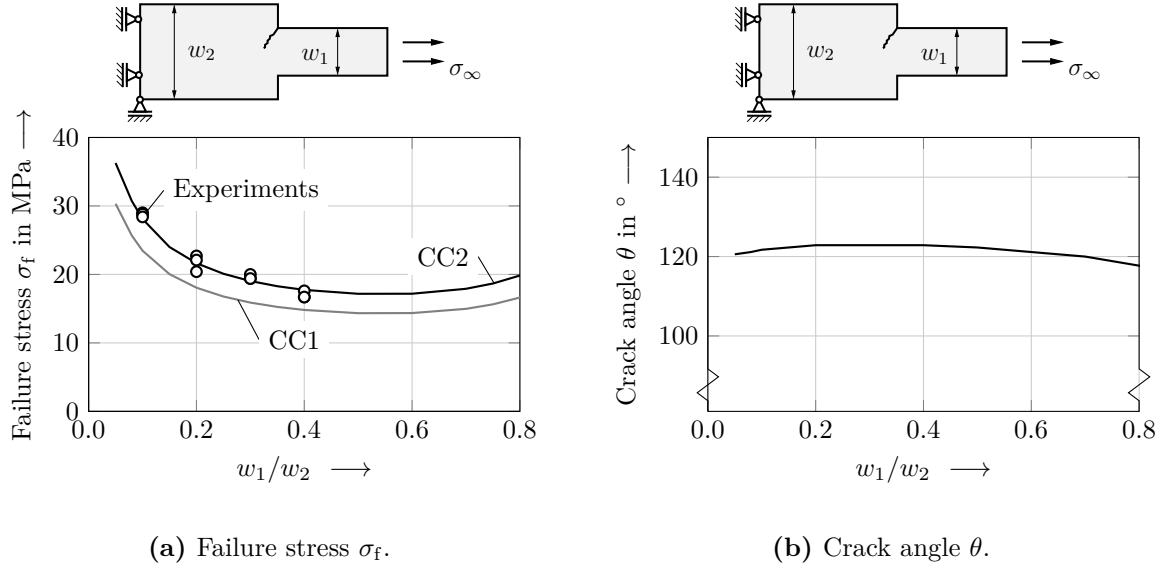 w₂
w₁
σ∞
Failure stress σf in MPa ⟶
40
30
20
10
0
Experiments
CC2
CC1
0.0
0.2
0.4
0.6
0.8
w₁/w₂ ⟶
(a) Failure stress σf.
w₂
w₁
σ∞
Crack angle θ in ° ⟶
140
120
100
0.0
0.2
0.4
0.6
0.8
w₁/w₂ ⟶
(b) Crack angle θ.